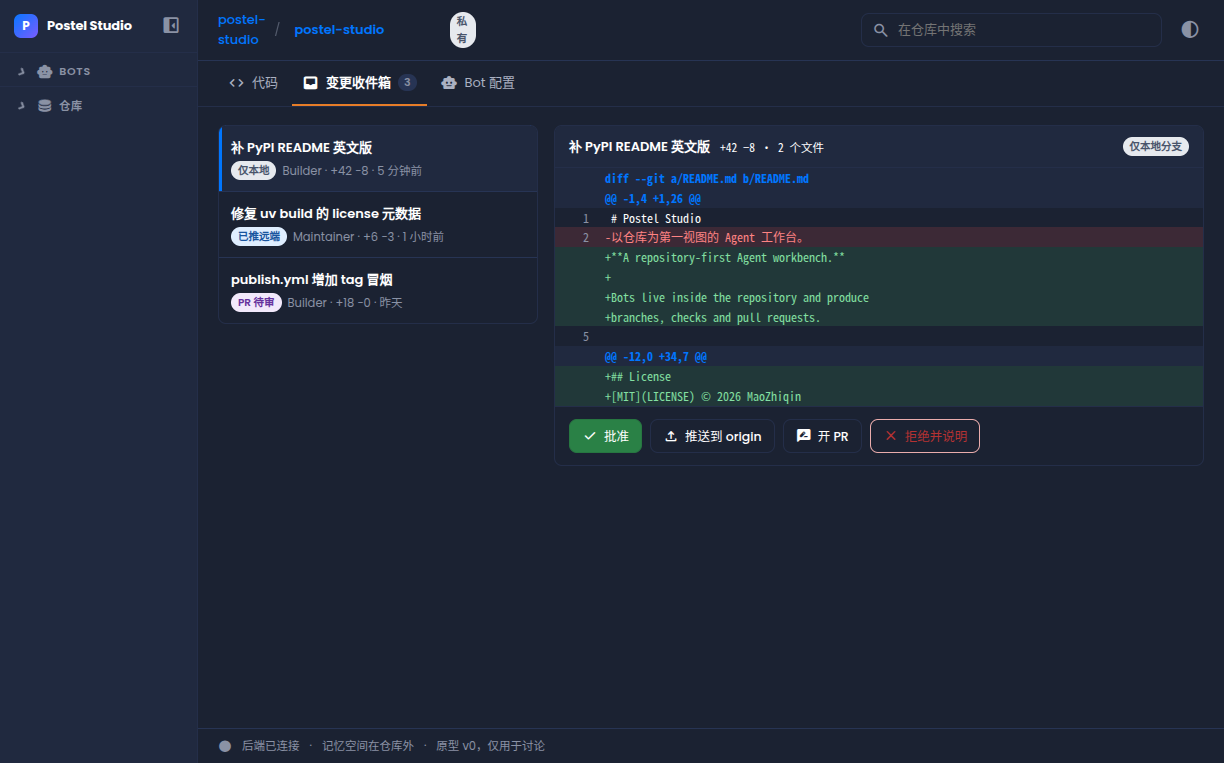 P Postel Studio
BOTS
仓库
postel-
studio
/
postel-studio
私
有
在仓库中搜索
代码
变更收件箱 3
Bot 配置
补 PyPI README 英文版
仅本地 Builder · +42 −8 · 5 分钟前
修复 uv build 的 license 元数据
已推远端 Maintainer · +6 −3 · 1 小时前
publish.yml 增加 tag 冒烟
PR 待审 Builder · +18 −0 · 昨天
补 PyPI README 英文版 +42 −8 · 2 个文件 仅本地分支
diff --git a/README.md b/README.md
@@ -1,4 +1,26 @@
1 # Postel Studio
2 -以仓库为第一视图的 Agent 工作台。
+**A repository-first Agent workbench.**
+
+Bots live inside the repository and produce
+branches, checks and pull requests.
5
@@ -12,0 +34,7 @@
+## License
+[MIT](LICENSE) © 2026 MaoZhiqin
批准
推送到 origin
开 PR
拒绝并说明
后端已连接 · 记忆空间在仓库外 · 原型 v0，仅用于讨论